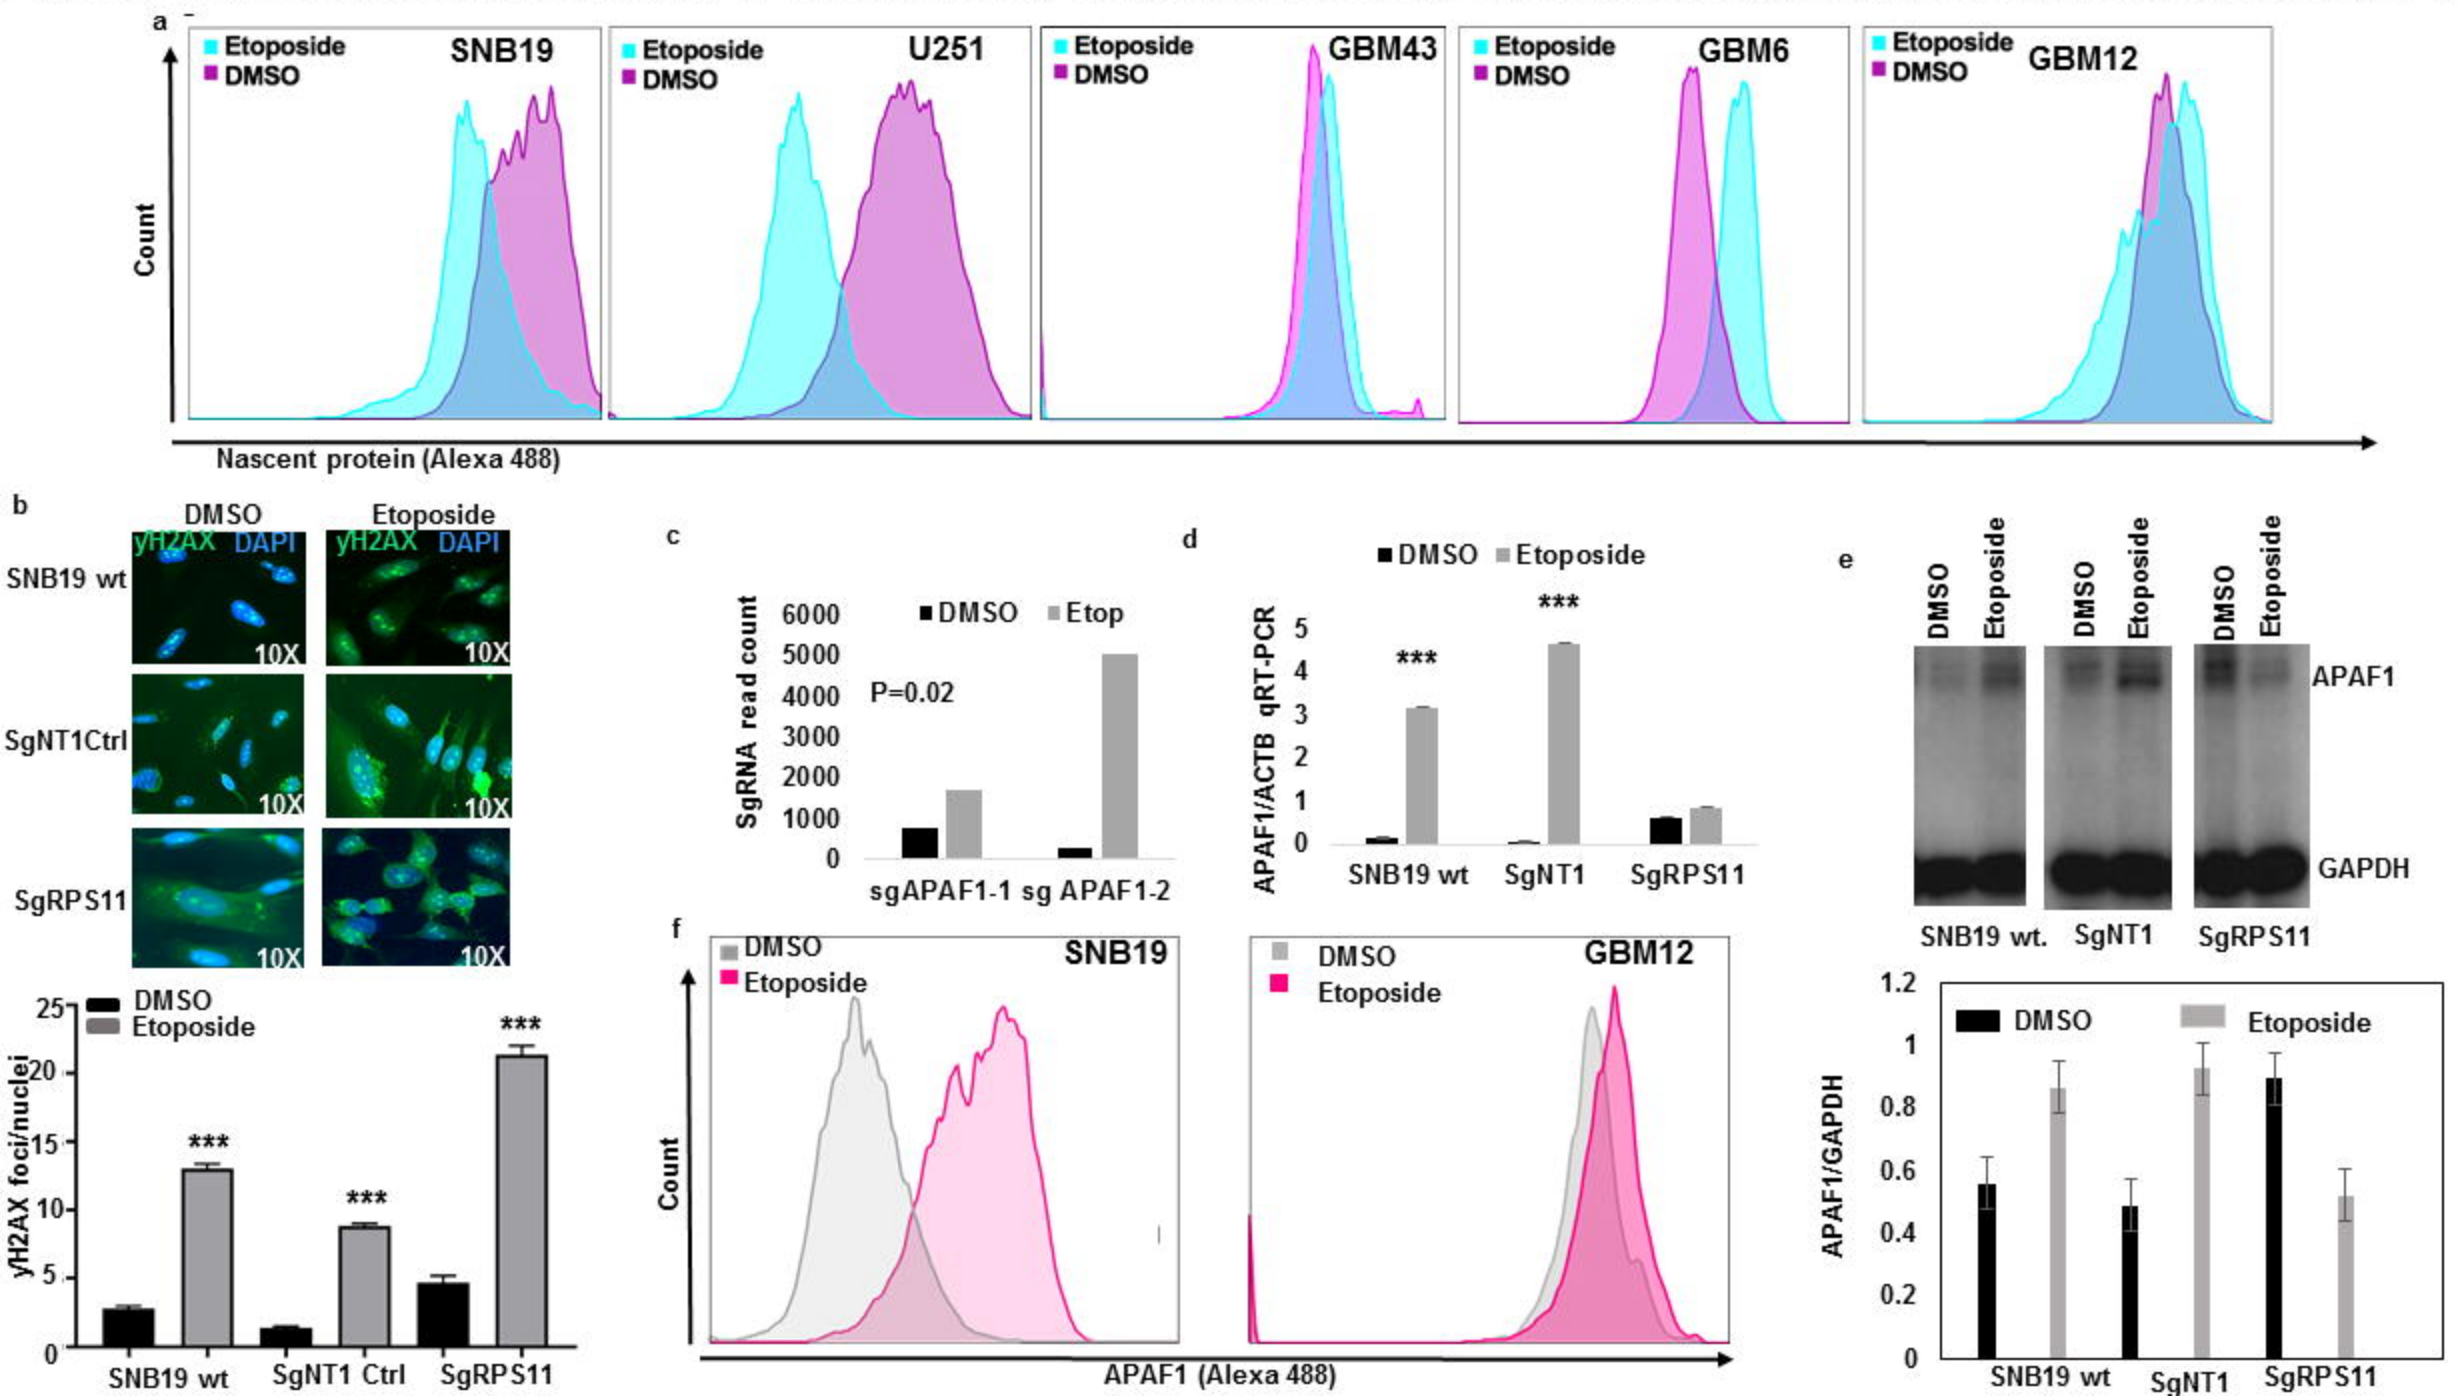 a
Etoposide
DMSO
SNB19
Etoposide
DMSO
U251
Etoposide
DMSO
GBM43
Etoposide
DMSO
GBM6
Etoposide
DMSO
GBM12
Count
Nascent protein (Alexa 488)
b
DMSO
Etoposide
yH2AX DAPI
yH2AX DAPI
SNB19 wt
10X
10X
SgNT1Ctrl
10X
10X
SgRPS11
10X
10X
DMSO
Etoposide
yH2AX foci/nuclei
25
20
15
10
5
0
***
***
***
SNB19 wt
SgNT1 Ctrl
SgRPS11
c
DMSO
Etop
SgRNA read count
6000
5000
4000
3000
2000
1000
0
P=0.02
sgAPAF1-1
sg APAF1-2
d
DMSO
Etoposide
APAF1/ACTB qRT-PCR
5
4
3
2
1
0
***
***
SNB19 wt
SgNT1
SgRPS11
e
DMSO
Etoposide
DMSO
Etoposide
DMSO
Etoposide
APAF1
GAPDH
SNB19 wt.
SgNT1
SgRPS11
DMSO
Etoposide
APAF1/GAPDH
1.2
1
0.8
0.6
0.4
0.2
0
SNB19 wt
SgNT1
SgRPS11
f
DMSO
Etoposide
SNB19
DMSO
Etoposide
GBM12
Count
APAF1 (Alexa 488)